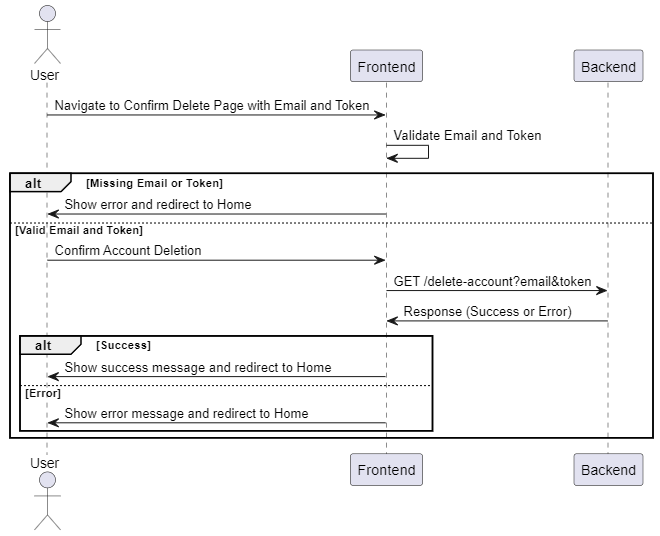 User
Frontend
Backend
Navigate to Confirm Delete Page with Email and Token
Validate Email and Token
alt
[Missing Email or Token]
Show error and redirect to Home
[Valid Email and Token]
Confirm Account Deletion
GET /delete-account?email&token
Response (Success or Error)
alt
[Success]
Show success message and redirect to Home
[Error]
Show error message and redirect to Home
User
Frontend
Backend